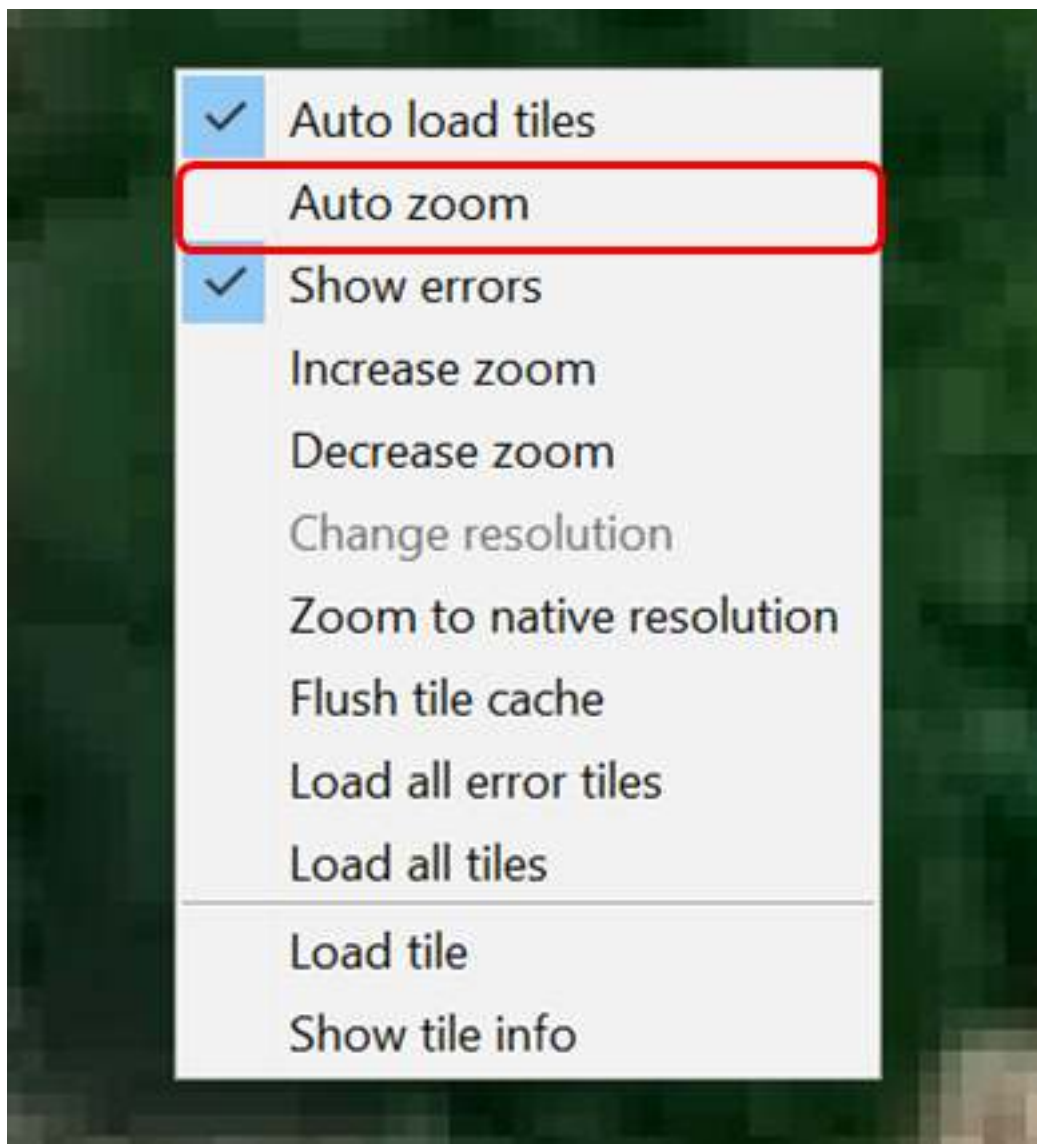 Auto load tiles
Auto zoom
Show errors
Increase zoom
Decrease zoom
Change resolution
Zoom to native resolution
Flush tile cache
Load all error tiles
Load all tiles
Load tile
Show tile info